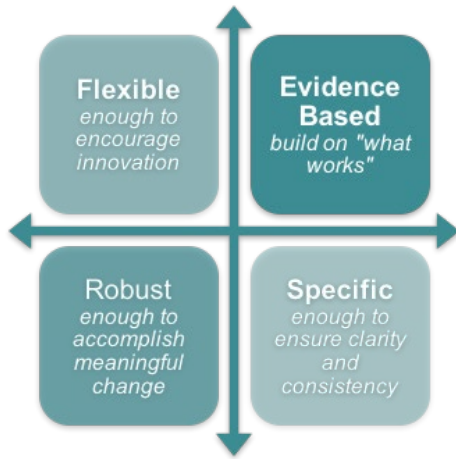 Flexible
enough to
encourage
innovation
Evidence
Based
build on "what
works"
Robust
enough to
accomplish
meaningful
change
Specific
enough to
ensure clarity
and
consistency